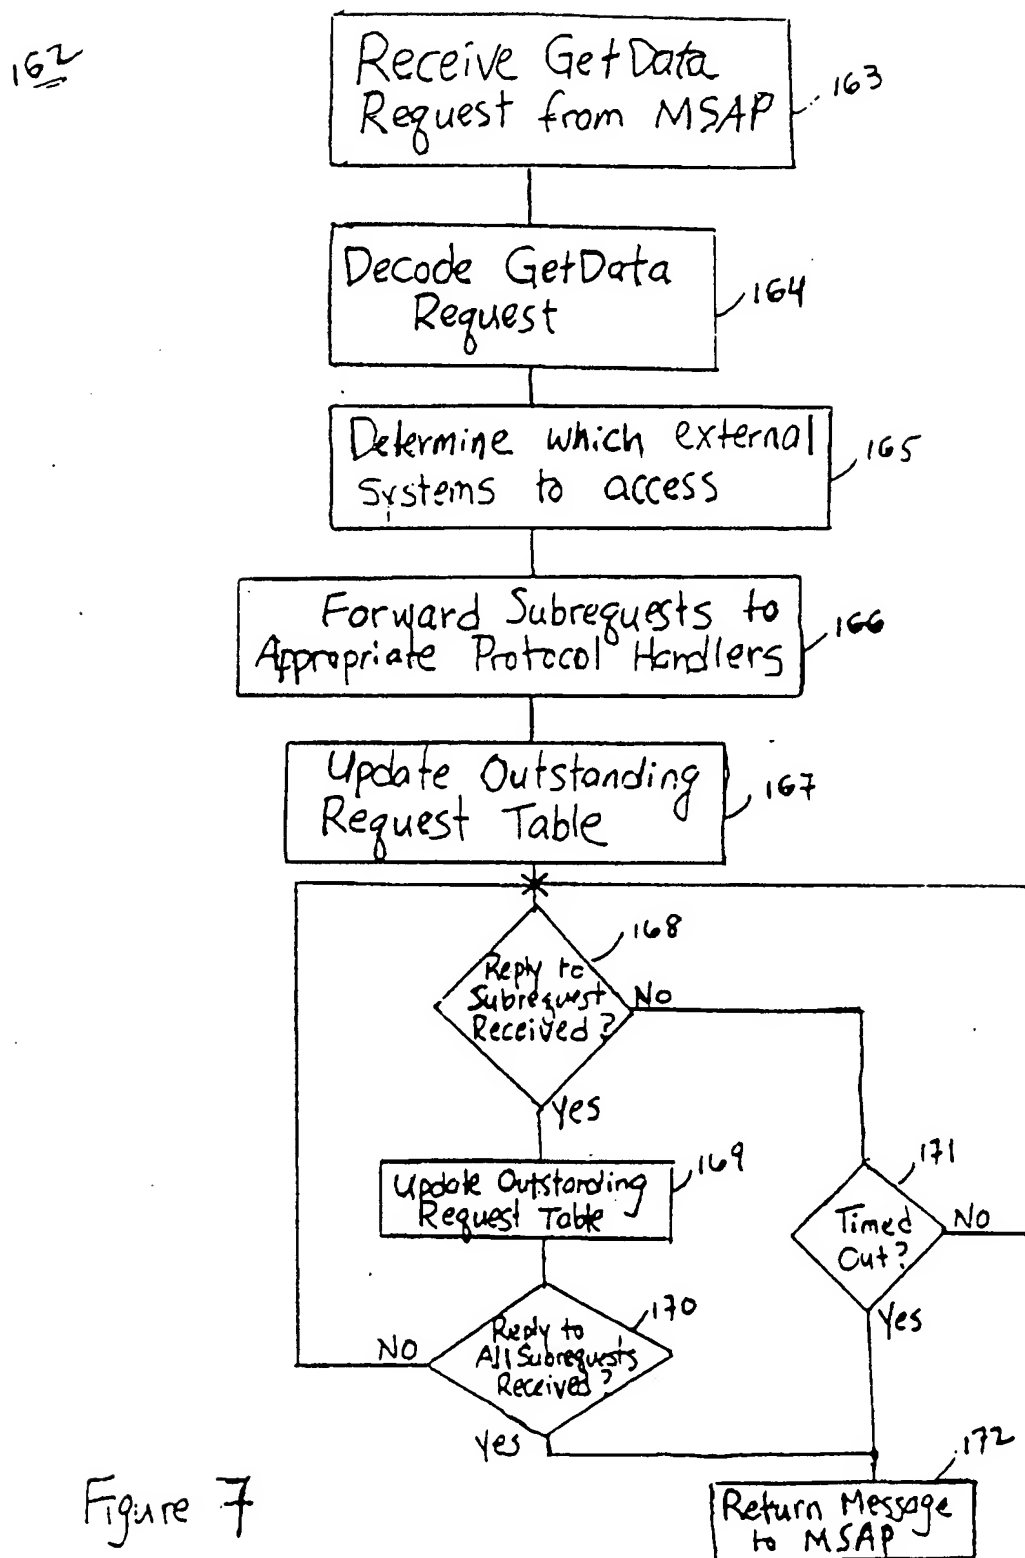 162
Receive GetData
Request from MSAP
163
Decode GetData
Request
164
Determine which external
systems to access
165
Forward Subrequests to
Appropriate Protocol Handlers
166
Update Outstanding
Request Table
167
168
Reply to
Subrequest
Received?
No
Yes
169
Update Outstanding
Request Table
171
Timed
Out?
No
Yes
170
Reply to
All Subrequests
Received?
No
Yes
172
Return Message
to MSAP
Figure 7